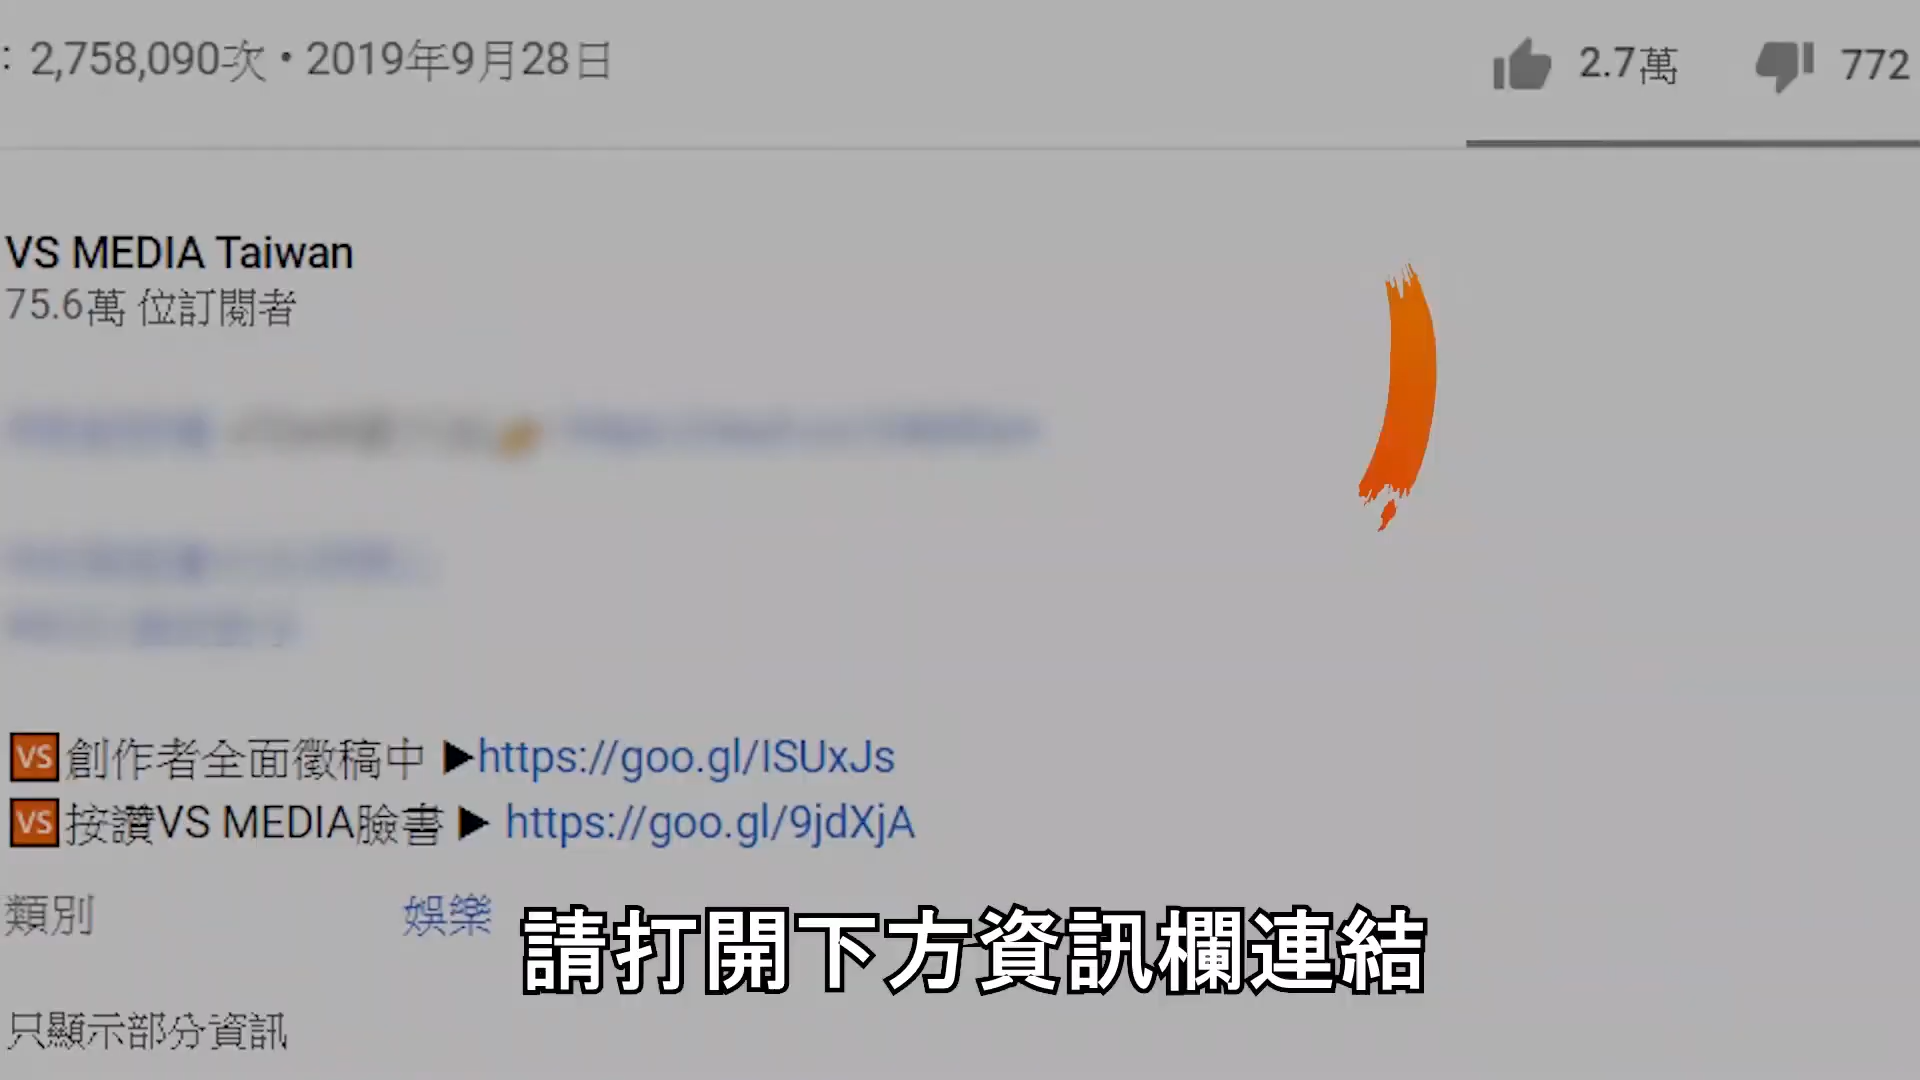 : 2,758,090次 • 2019年9月28日
2.7萬
772
VS MEDIA Taiwan
75.6萬 位訂閱者
VS 創作者全面徵稿中 ▶https://goo.gl/ISUxJs
VS 按讚VS MEDIA臉書 ▶ https://goo.gl/9jdXjA
類別 娛樂
請打開下方資訊欄連結
只顯示部分資訊